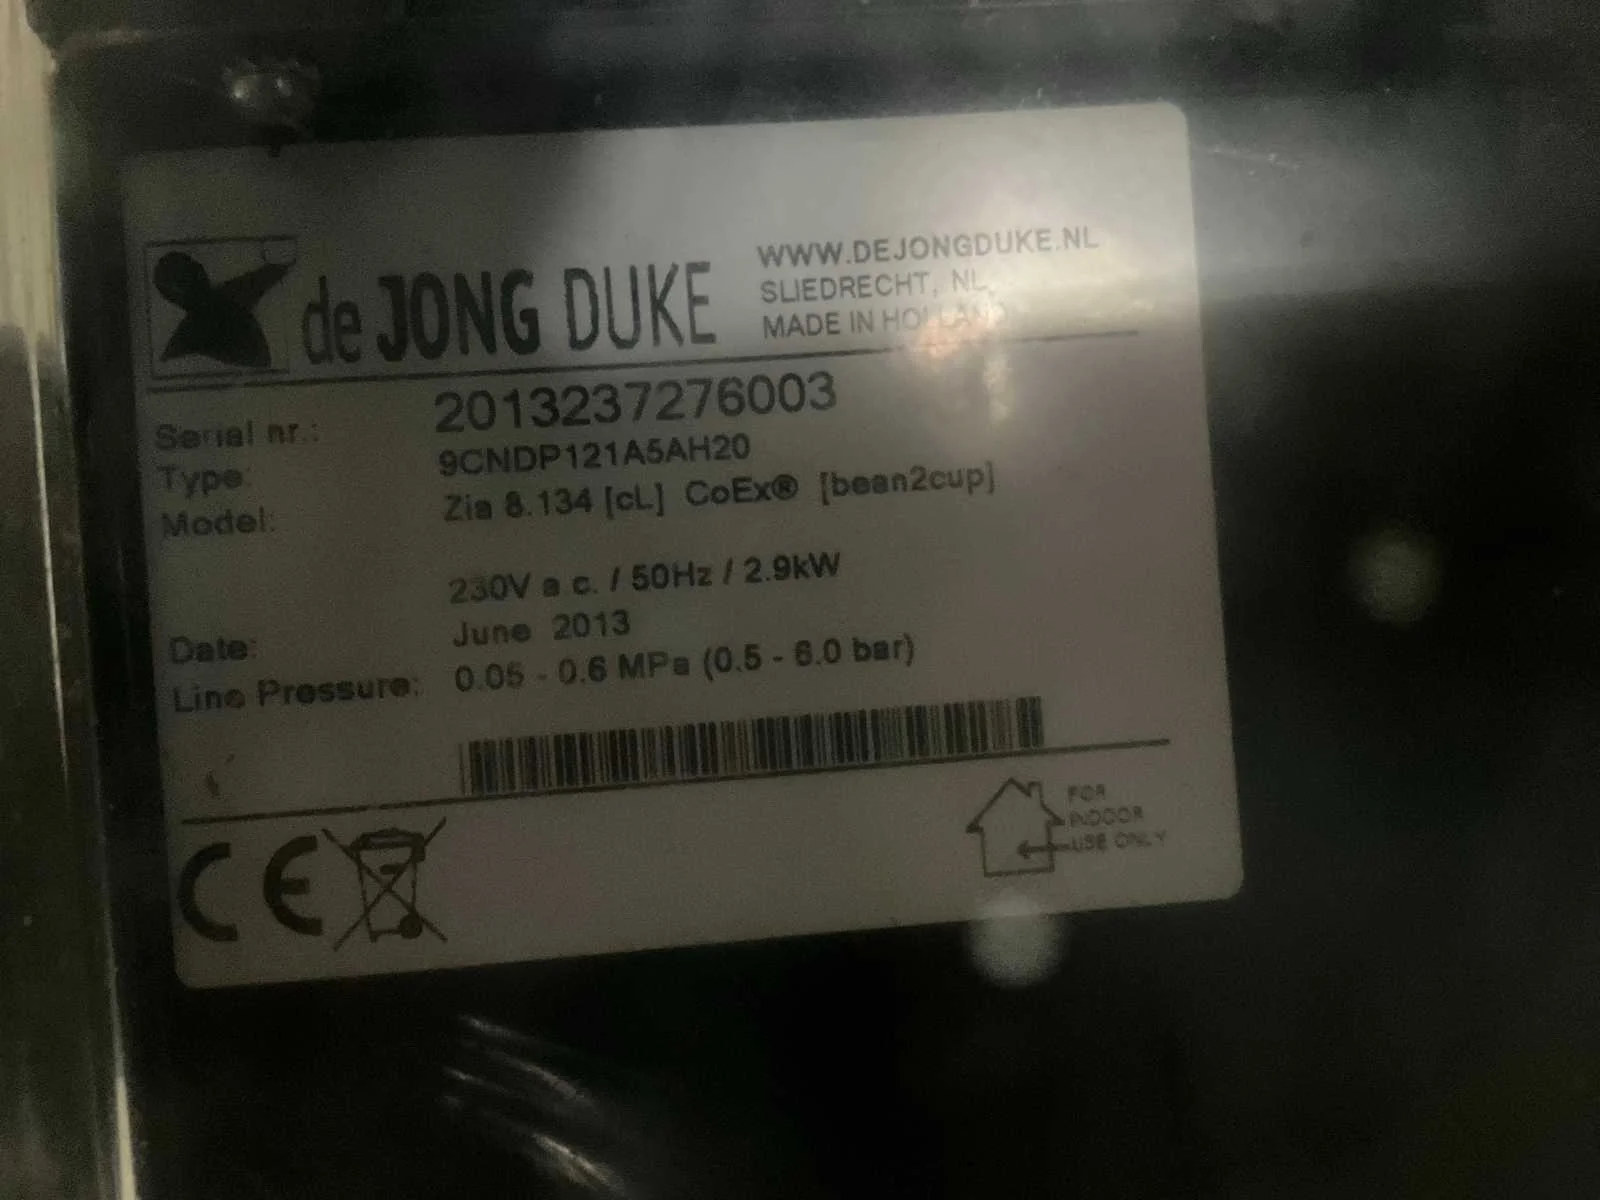 de JONG DUKE
WWW.DEJONGDUKE.NL
SLIEDRECHT, NL
MADE IN HOLLAND
Serial nr.: 2013237276003
Type: 9CNDP121A5AH20
Model: Zia 8.134 [cL] CoEx® [bean2cup]
230V a.c. / 50Hz / 2.9kW
Date: June 2013
Line Pressure: 0.05 - 0.6 MPa (0.5 - 6.0 bar)
CE
FOR
INDOOR
USE ONLY